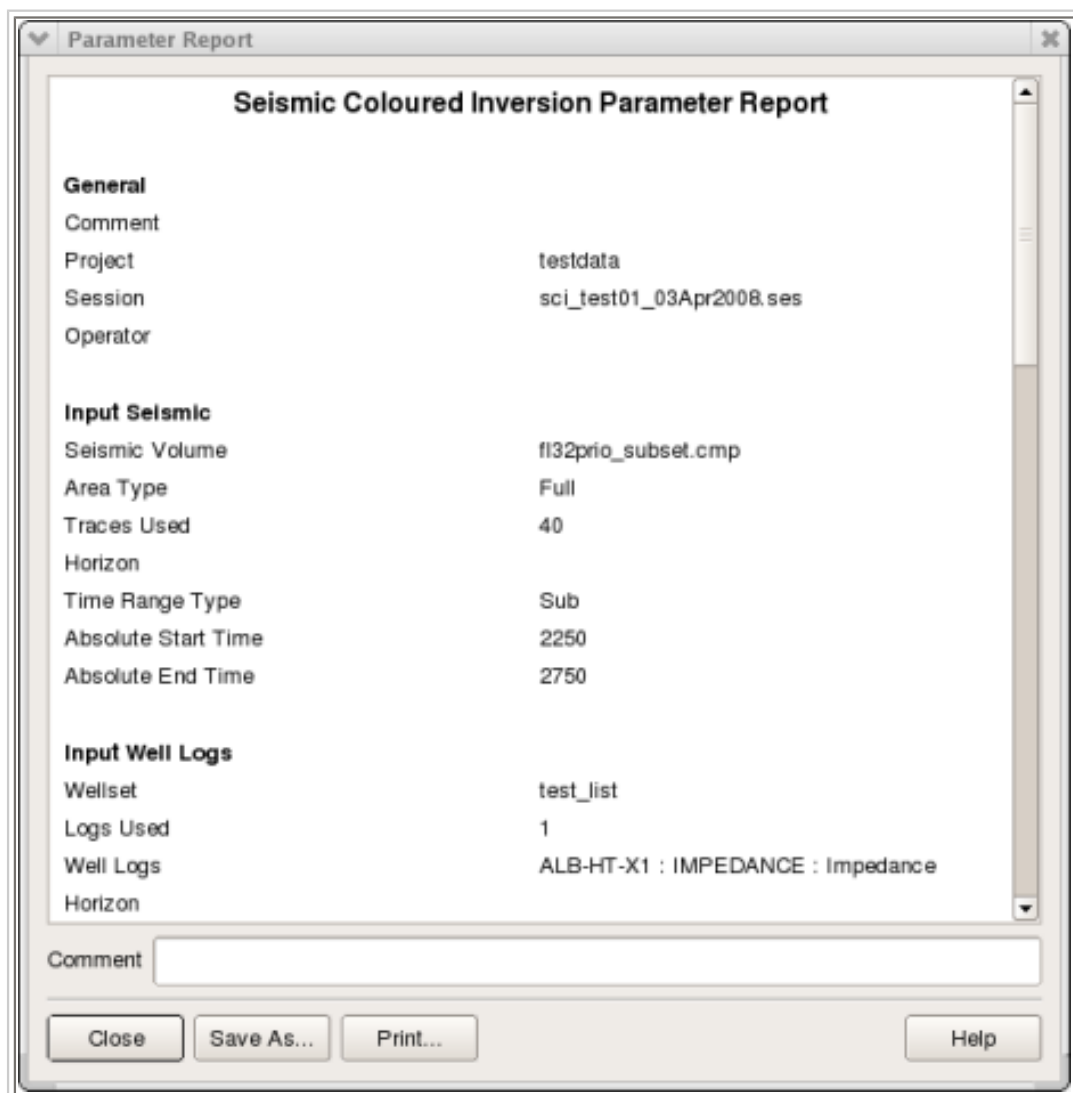 Parameter Report
Seismic Coloured Inversion Parameter Report
General
Comment
Project testdata
Session sci_test01_03Apr2008.ses
Operator
Input Seismic
Seismic Volume fl32prio_subset.cmp
Area Type Full
Traces Used 40
Horizon
Time Range Type Sub
Absolute Start Time 2250
Absolute End Time 2750
Input Well Logs
Wellset test_list
Logs Used 1
Well Logs ALB-HT-X1 : IMPEDANCE : Impedance
Horizon
Comment
Close Save As... Print... Help